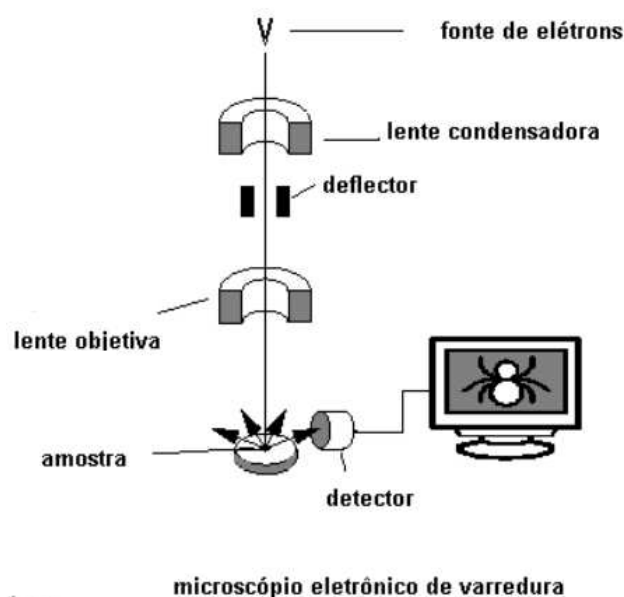 fonte de elétrons
lente condensadora
deflector
lente objetiva
amostra
detector
microscópio eletrônico de varredura